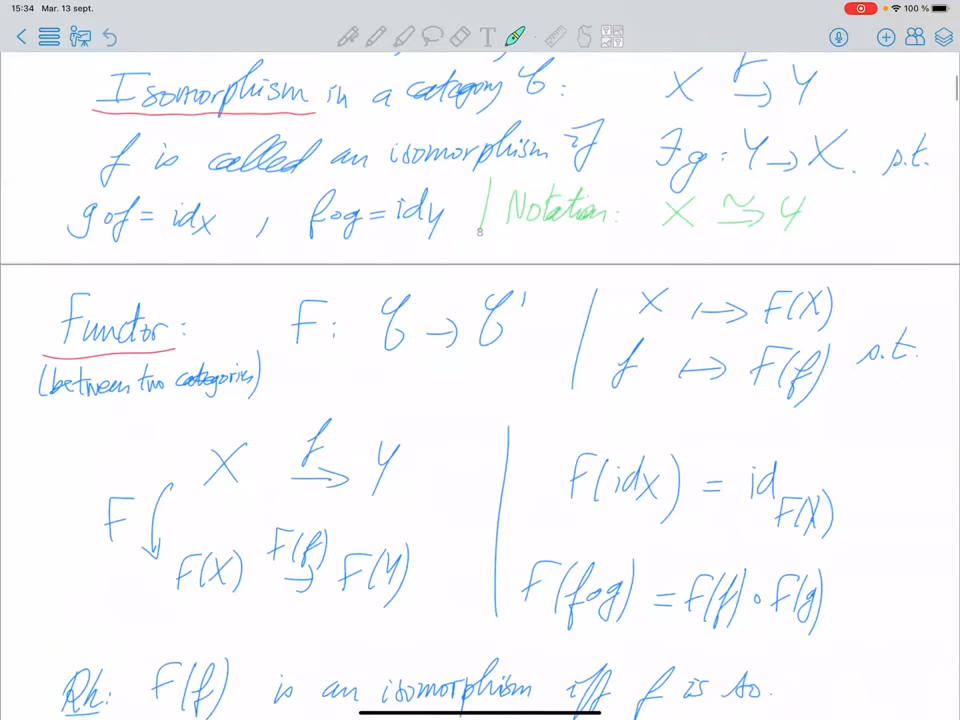 15:34 Mar. 13 sept. 100 %
Isomorphism in a category 𝒞 : X →f Y
f is called an isomorphism if ∃ g : Y → X. s.t.
g∘f = idX , f∘g = idY | Notation: X →~ Y
8
Functor: F : 𝒞 → 𝒞' | X ↦ F(X)
(between two categories) f ↦ F(f) s.t.
X →f Y | F(idX) = id F(X)
F
F(X) →F(f) F(Y) F(f∘g) = F(f) ∘ F(g)
Rk: F(f) is an isomorphism iff f is so.